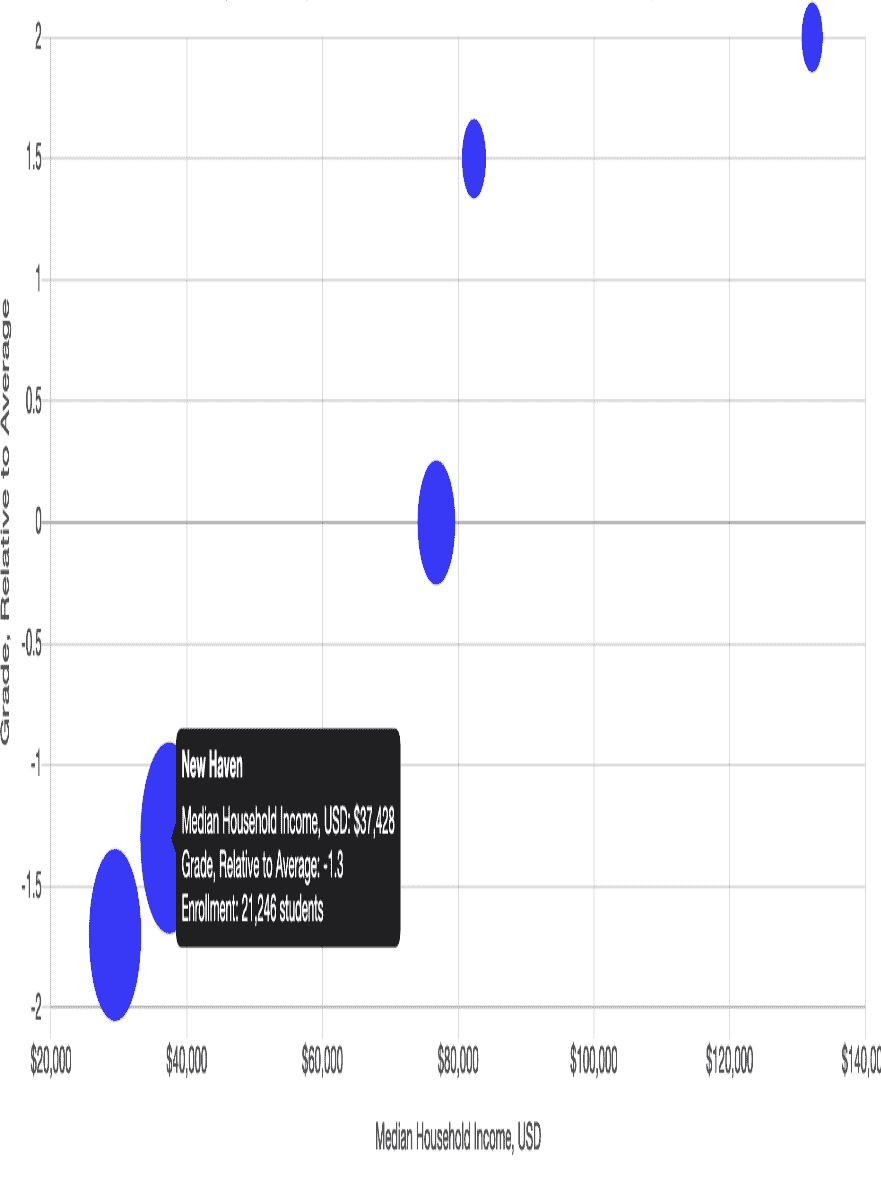 2
1.5
1
0.5
0
-0.5
-1
-1.5
-2
Grade, Relative to Average
New Haven
Median Household Income, USD: $37,428
Grade, Relative to Average: -1.3
Enrollment: 21,246 students
$20,000 $40,000 $60,000 $80,000 $100,000 $120,000 $140,0
Median Household Income, USD